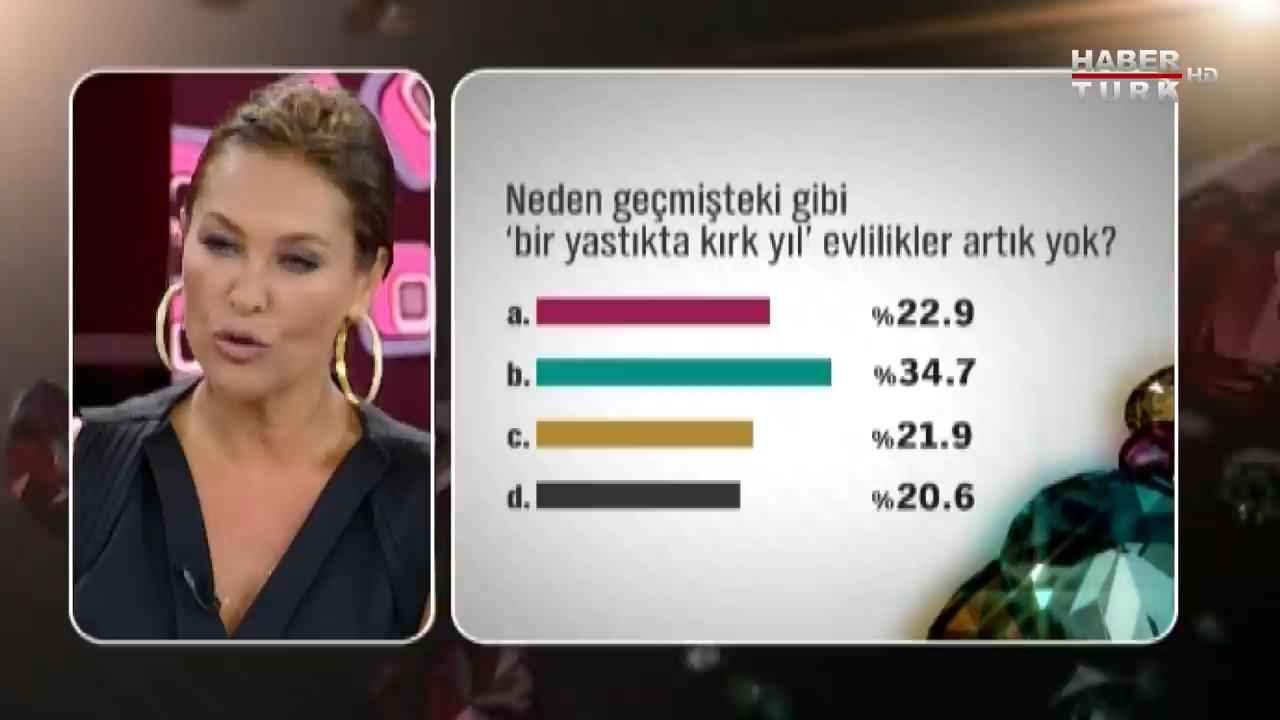 HABER
TURK HD
Neden geçmişteki gibi
‘bir yastıkta kırk yıl’ evlilikler artık yok?
a. %22.9
b. %34.7
c. %21.9
d. %20.6